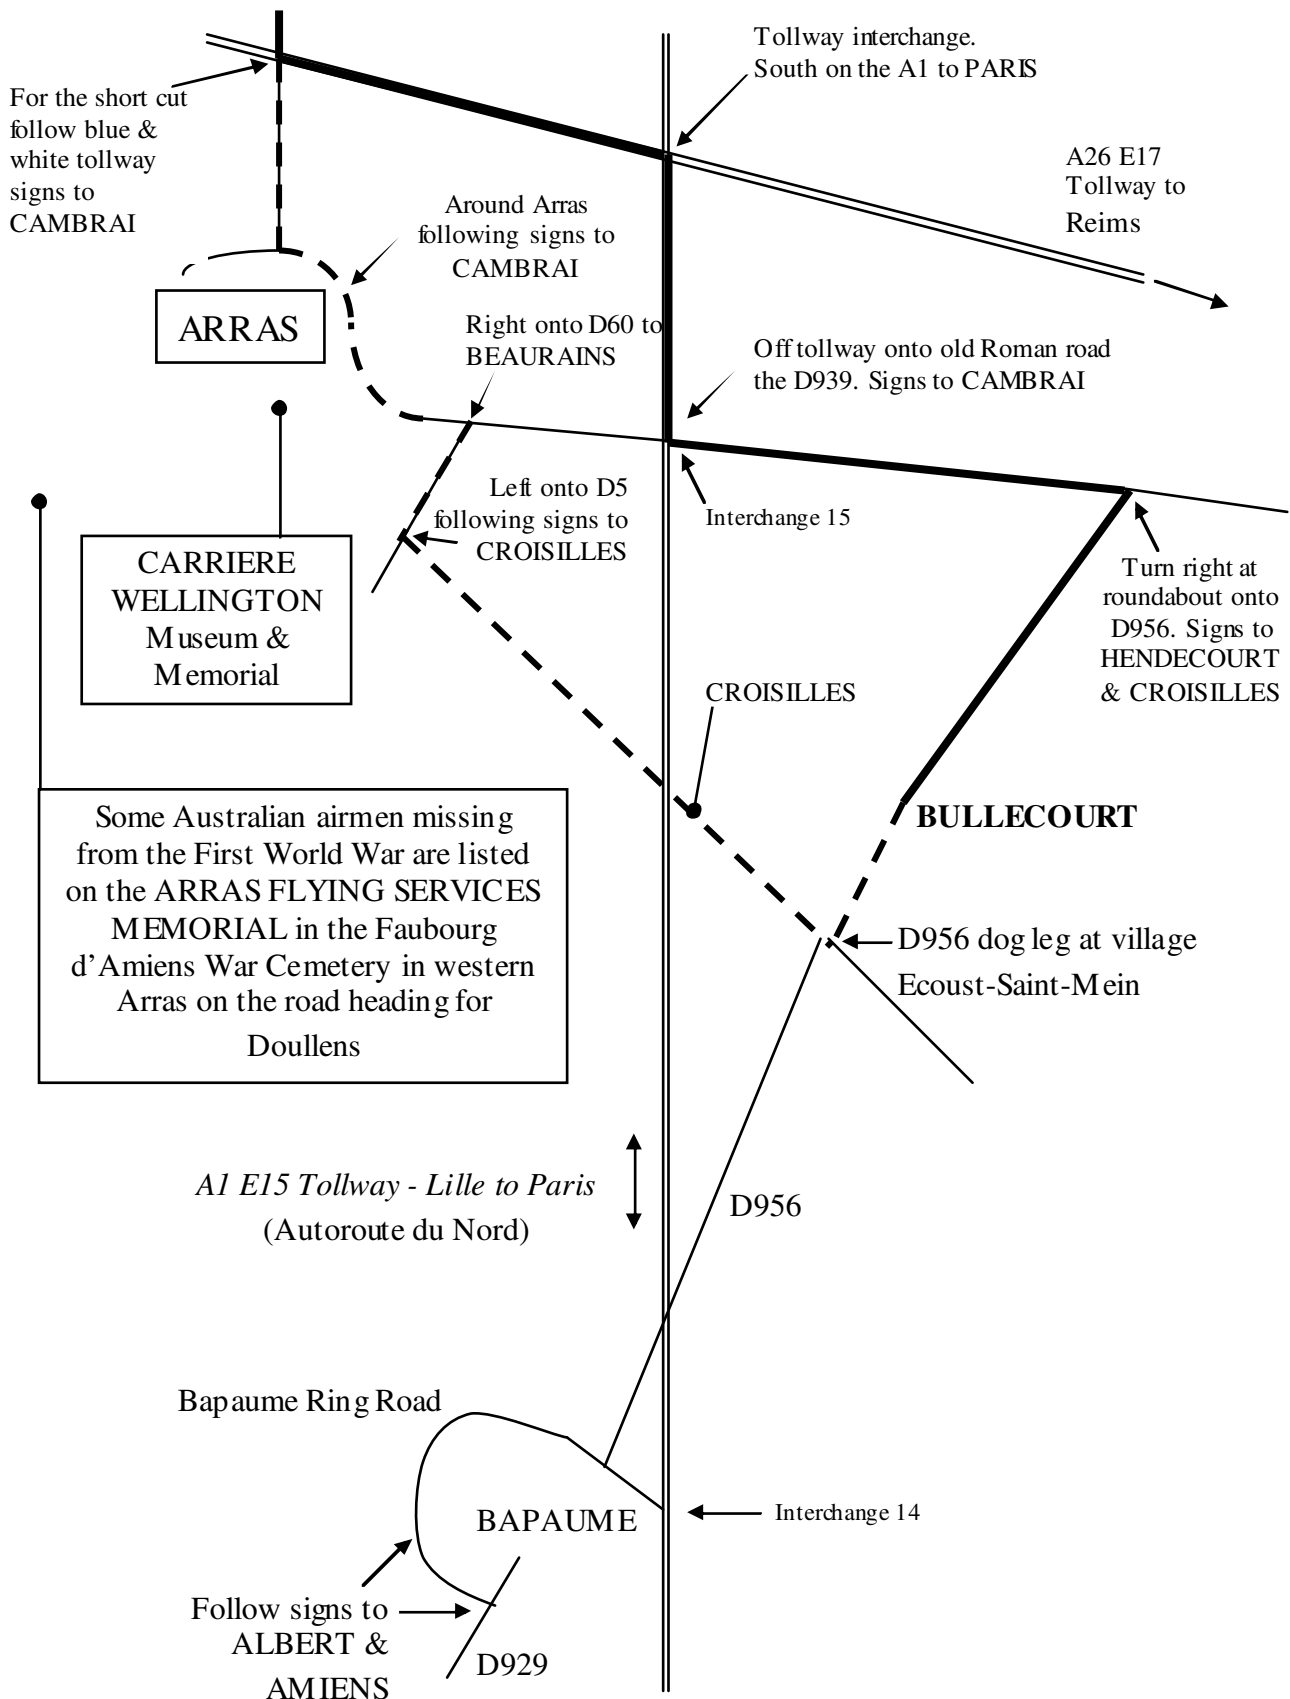 Tollway interchange.
South on the A1 to PARIS
For the short cut
follow blue &
white tollway
signs to
CAMBRAI
A26 E17
Tollway to
Reims
Around Arras
following signs to
CAMBRAI
ARRAS
Right onto D60 to
BEAURAINS
Off tollway onto old Roman road
the D939. Signs to CAMBRAI
Left onto D5
following signs to
CROISILLES
Interchange 15
CARRIERE
WELLINGTON
Museum &
Memorial
Turn right at
roundabout onto
D956. Signs to
HENDECOURT
& CROISILLES
CROISILLES
BULLECOURT
Some Australian airmen missing
from the First World War are listed
on the ARRAS FLYING SERVICES
MEMORIAL in the Faubourg
d’Amiens War Cemetery in western
Arras on the road heading for
Doullens
D956 dog leg at village
Ecoust-Saint-Mein
A1 E15 Tollway - Lille to Paris
(Autoroute du Nord)
D956
Bapaume Ring Road
BAPAUME
Interchange 14
Follow signs to
ALBERT &
AMIENS
D929